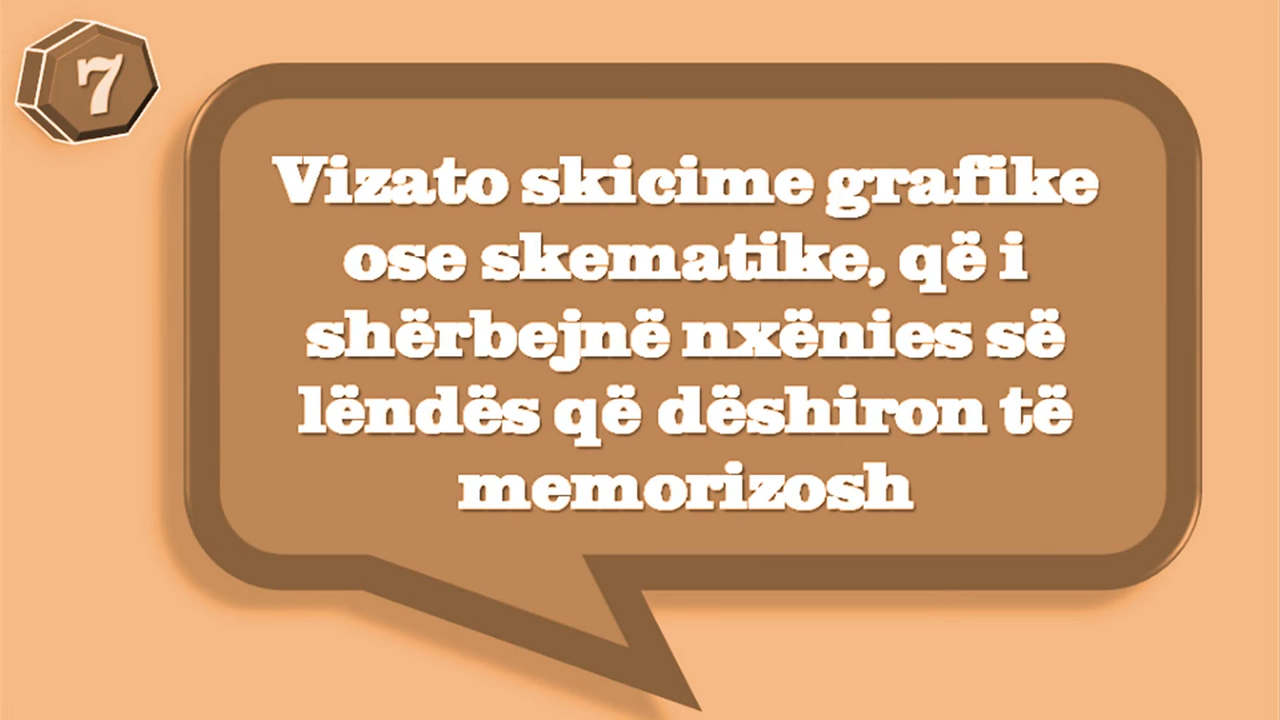 7
Vizato skicime grafike
ose skematike, që i
shërbejnë nxënies së
lëndës që dëshiron të
memorizosh